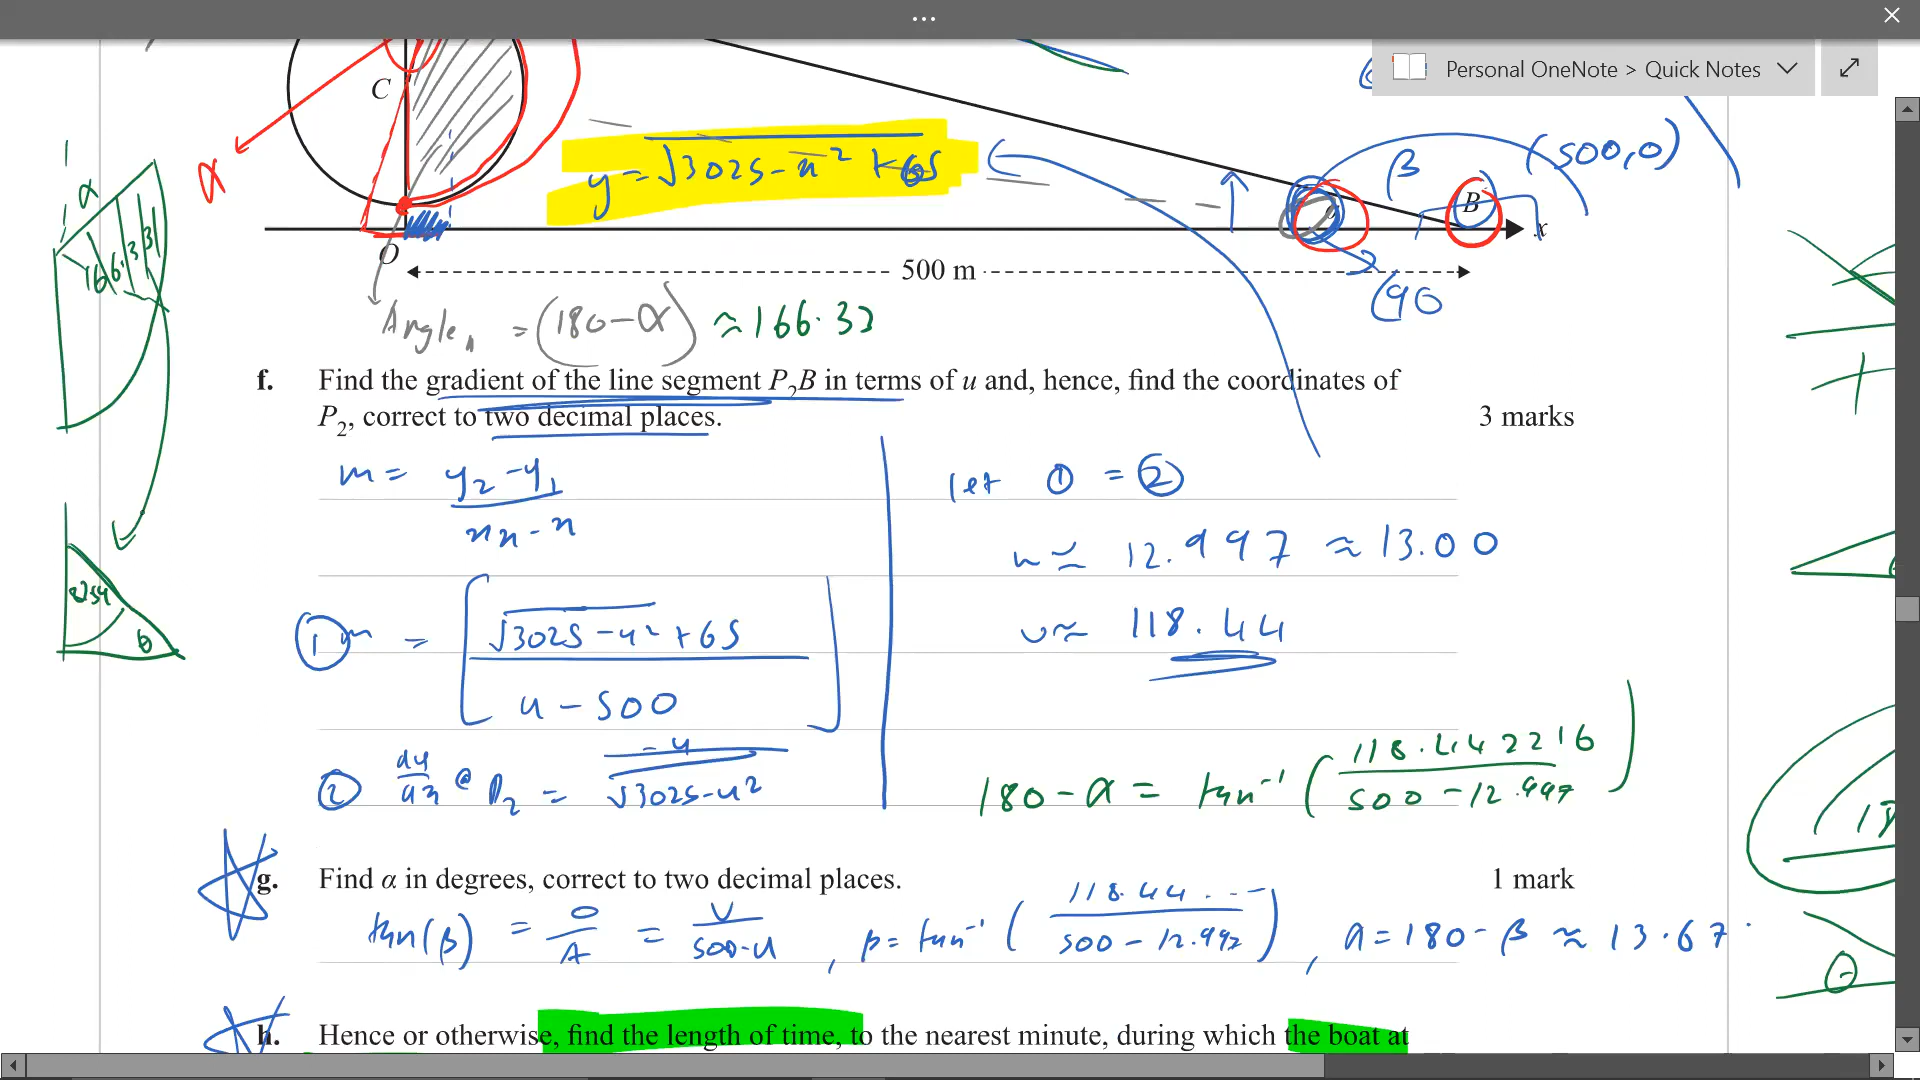 Personal OneNote > Quick Notes
C
α
α
y = √3025-x² + 65
β
(500,0)
B
x
O
500 m
(90
Angle = (180-α) ≈ 166.33
f. Find the gradient of the line segment P₂B in terms of u and, hence, find the coordinates of
P₂, correct to two decimal places.
3 marks
m = y₂-y₁
let ① = ②
u ≈ 12.997 ≈ 13.00
① m = [√3025-u² + 65
u - 500]
v ≈ 118.44
② dy/dx @ P₂ = -u/√3025-u²
180-α = tan⁻¹(118.442216/500-12.997)
θ
g. Find α in degrees, correct to two decimal places.
1 mark
tan(β) = O/A = v/500-u , β = tan⁻¹(118.44.../500-12.997) , α = 180-β ≈ 13.67
θ
h. Hence or otherwise, find the length of time, to the nearest minute, during which the boat at